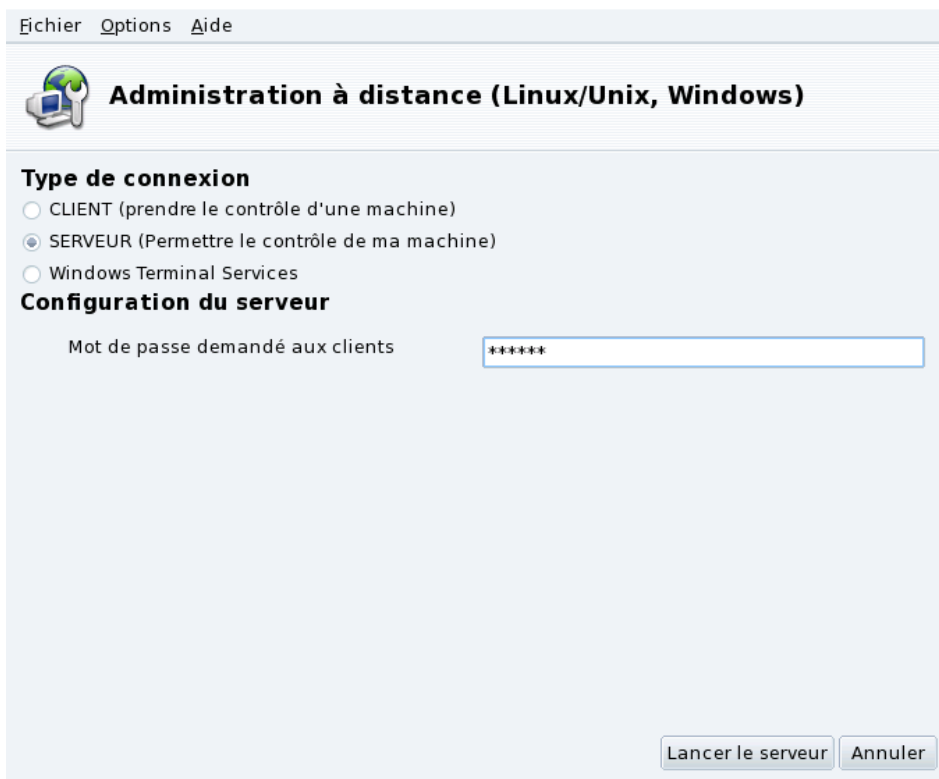 Fichier Options Aide
Administration à distance (Linux/Unix, Windows)
Type de connexion
CLIENT (prendre le contrôle d'une machine)
SERVEUR (Permettre le contrôle de ma machine)
Windows Terminal Services
Configuration du serveur
Mot de passe demandé aux clients ******
Lancer le serveur Annuler